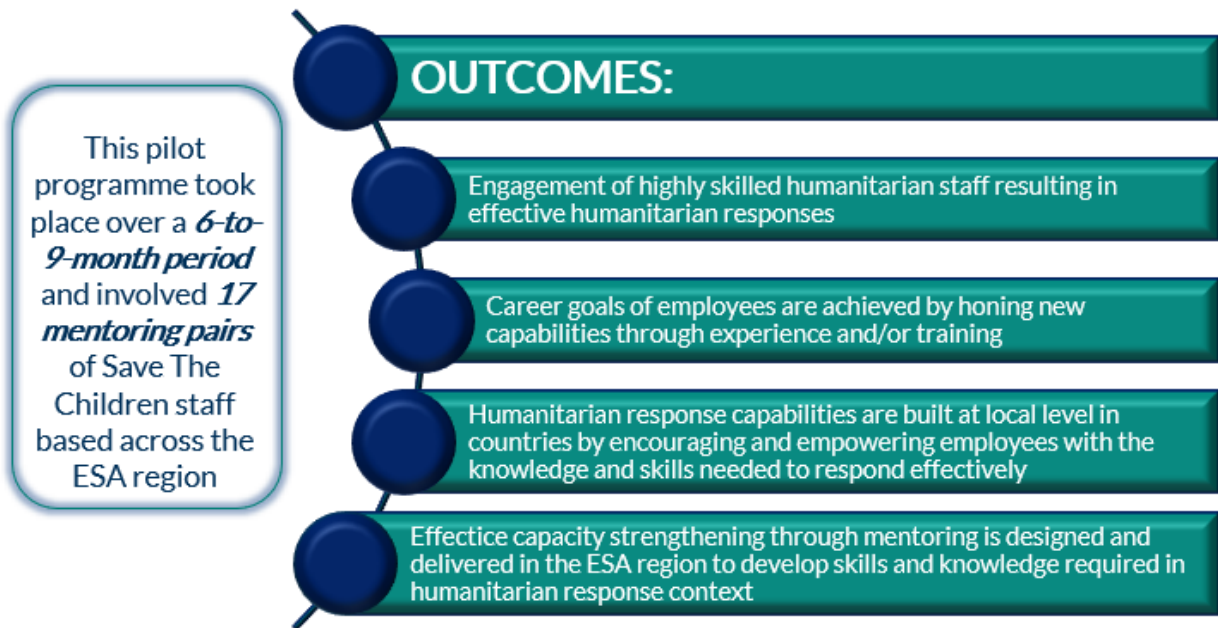 This pilot
programme took
place over a 6-to-
9-month period
and involved 17
mentoring pairs
of Save The
Children staff
based across the
ESA region
OUTCOMES:
Engagement of highly skilled humanitarian staff resulting in
effective humanitarian responses
Career goals of employees are achieved by honing new
capabilities through experience and/or training
Humanitarian response capabilities are built at local level in
countries by encouraging and empowering employees with the
knowledge and skills needed to respond effectively
Effectice capacity strengthening through mentoring is designed and
delivered in the ESA region to develop skills and knowledge required in
humanitarian response context